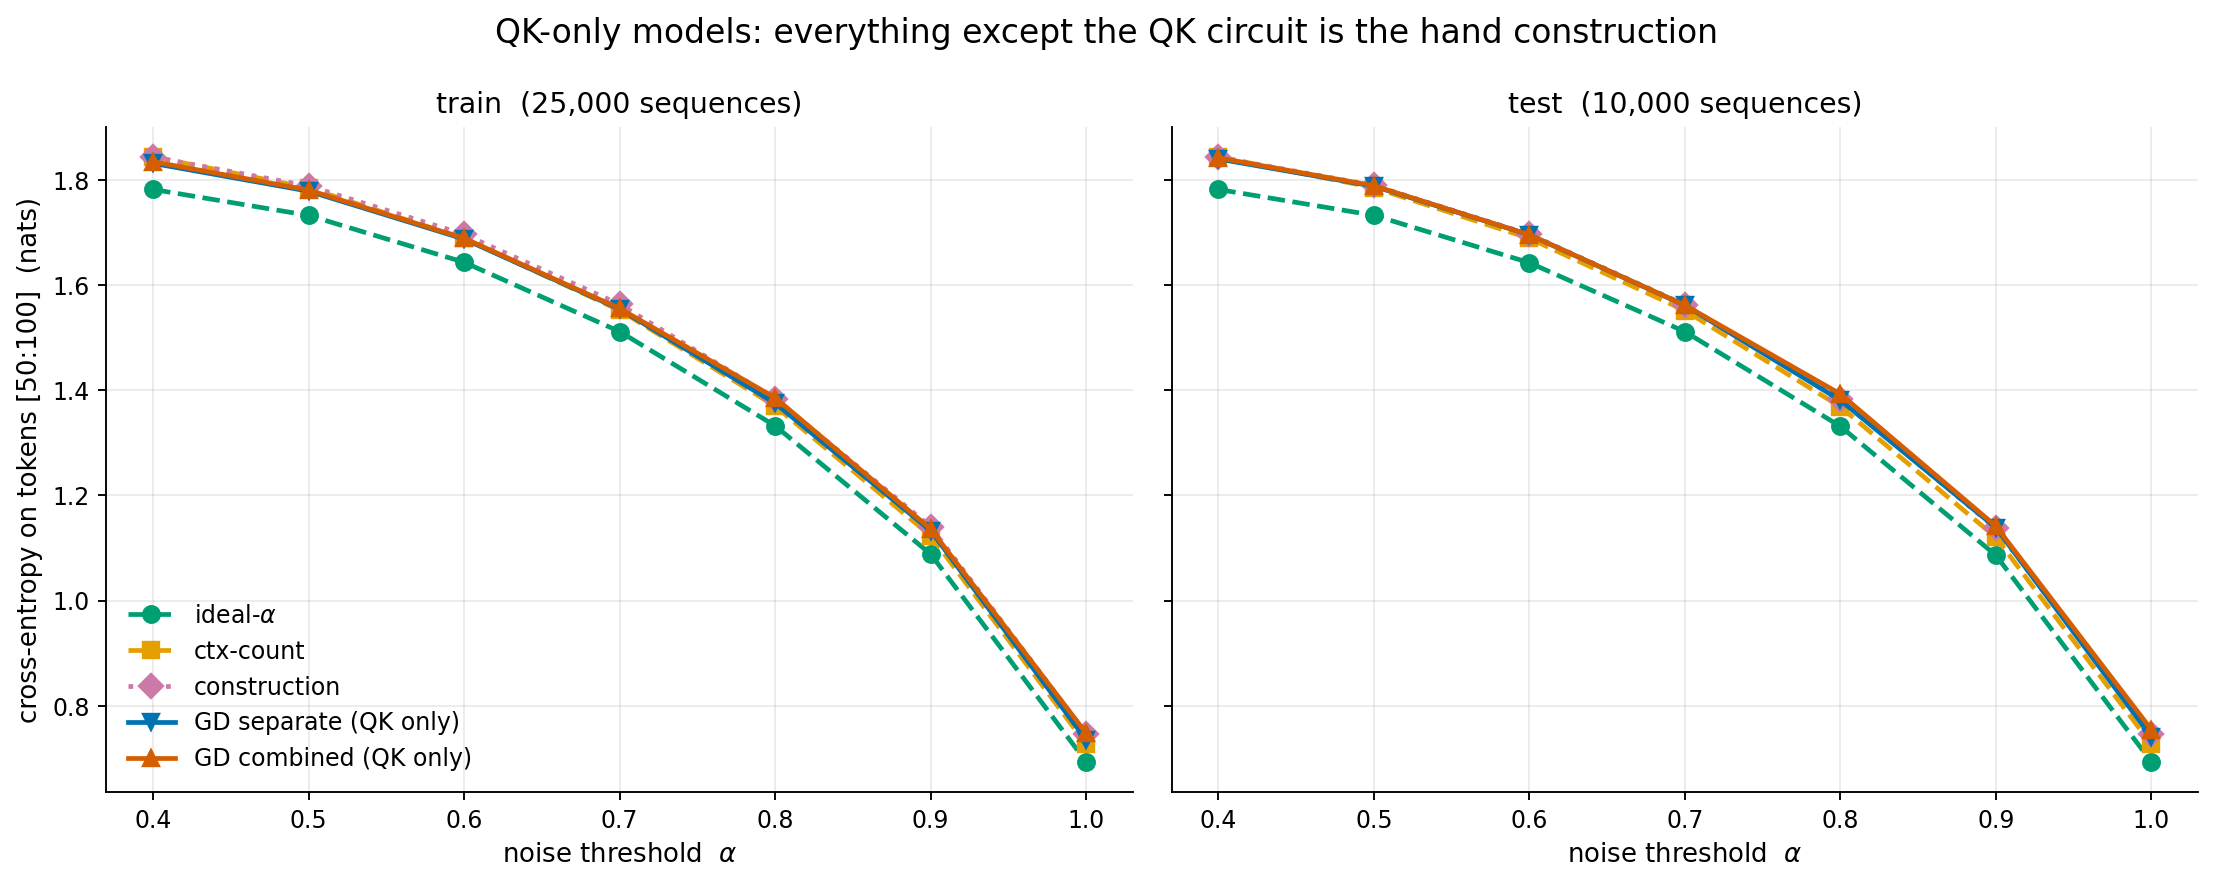 QK-only models: everything except the QK circuit is the hand construction
train (25,000 sequences)
test (10,000 sequences)
cross-entropy on tokens [50:100] (nats)
1.8
1.6
1.4
1.2
1.0
0.8
ideal-α
ctx-count
construction
GD separate (QK only)
GD combined (QK only)
0.4 0.5 0.6 0.7 0.8 0.9 1.0
0.4 0.5 0.6 0.7 0.8 0.9 1.0
noise threshold α
noise threshold α